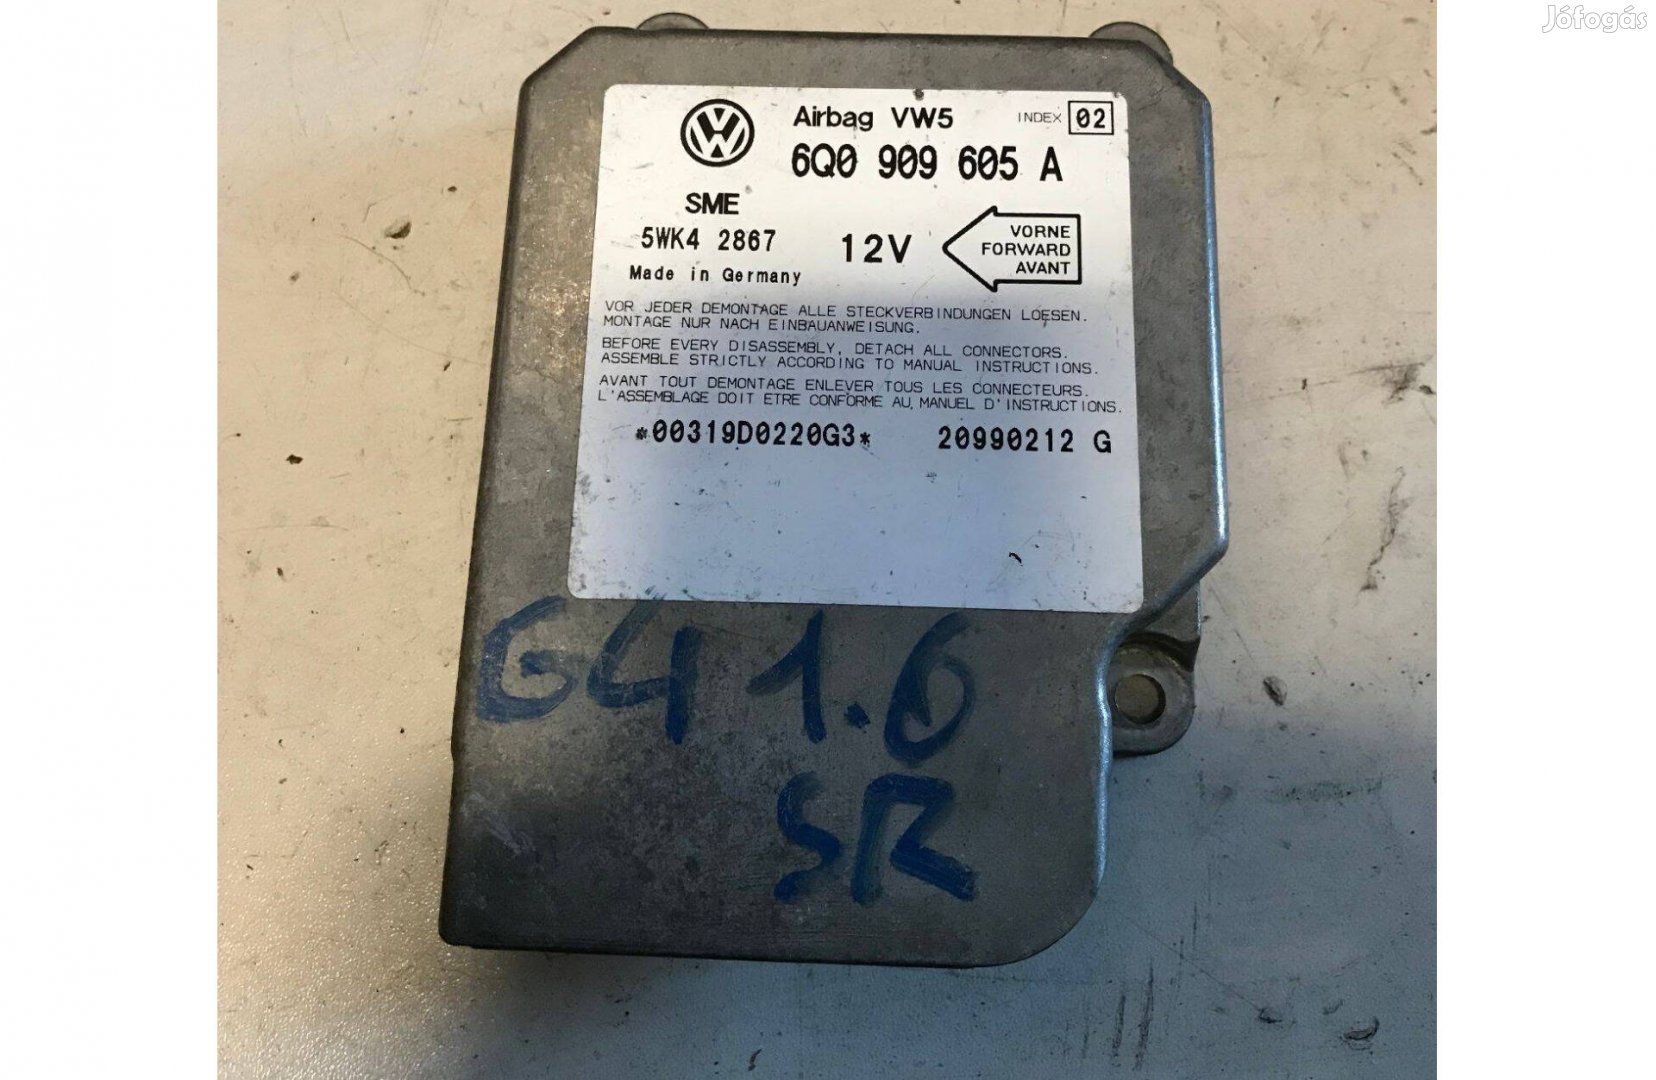 Jófogás
Airbag VW5 INDEX 02
6Q0 909 605 A
SME
5WK4 2867 12V
Made in Germany
VORNE
FORWARD
AVANT
VOR JEDER DEMONTAGE ALLE STECKVERBINDUNGEN LOESEN.
MONTAGE NUR NACH EINBAUANWEISUNG.
BEFORE EVERY DISASSEMBLY, DETACH ALL CONNECTORS.
ASSEMBLE STRICTLY ACCORDING TO MANUAL INSTRUCTIONS.
AVANT TOUT DEMONTAGE ENLEVER TOUS LES CONNECTEURS.
L'ASSEMBLAGE DOIT ETRE CONFORME AU MANUEL D'INSTRUCTIONS.
*00319D0220G3* 20990212 G
G4 1.6
SR